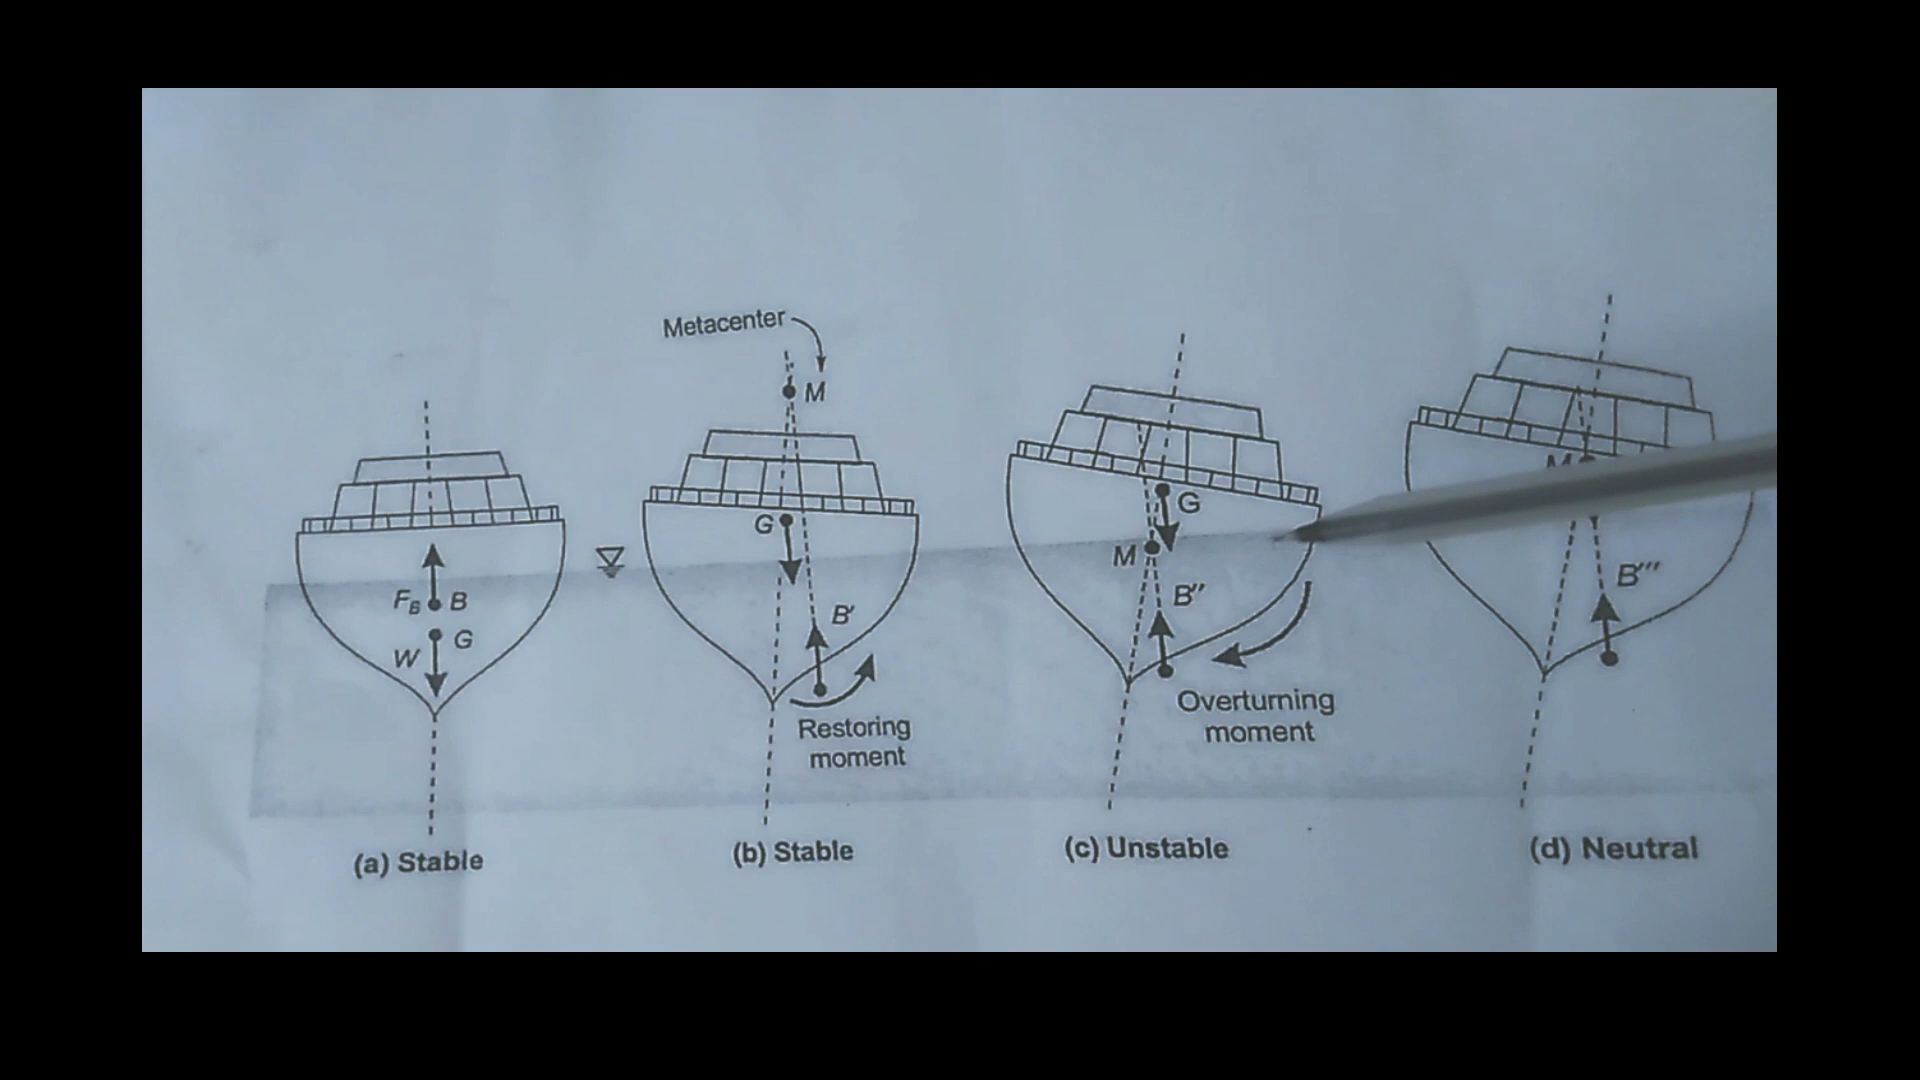 Metacenter
M
G
B'
Restoring
moment
F_B B
W G
G
M
B''
Overturning
moment
M
B'''
(a) Stable
(b) Stable
(c) Unstable
(d) Neutral